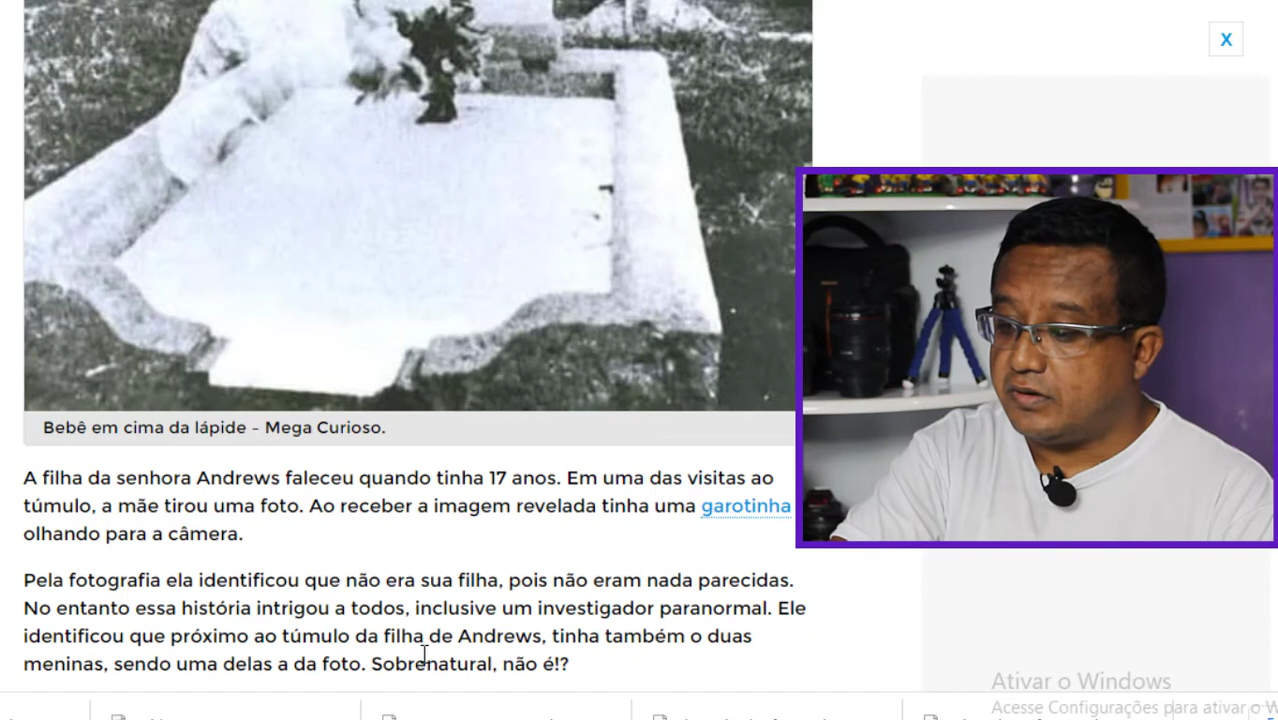 X
Bebê em cima da lápide – Mega Curioso.
A filha da senhora Andrews faleceu quando tinha 17 anos. Em uma das visitas ao
túmulo, a mãe tirou uma foto. Ao receber a imagem revelada tinha uma garotinha
olhando para a câmera.
Pela fotografia ela identificou que não era sua filha, pois não eram nada parecidas.
No entanto essa história intrigou a todos, inclusive um investigador paranormal. Ele
identificou que próximo ao túmulo da filha de Andrews, tinha também o duas
meninas, sendo uma delas a da foto. Sobrenatural, não é!?
Ativar o Windows
Acesse Configurações para ativar o W